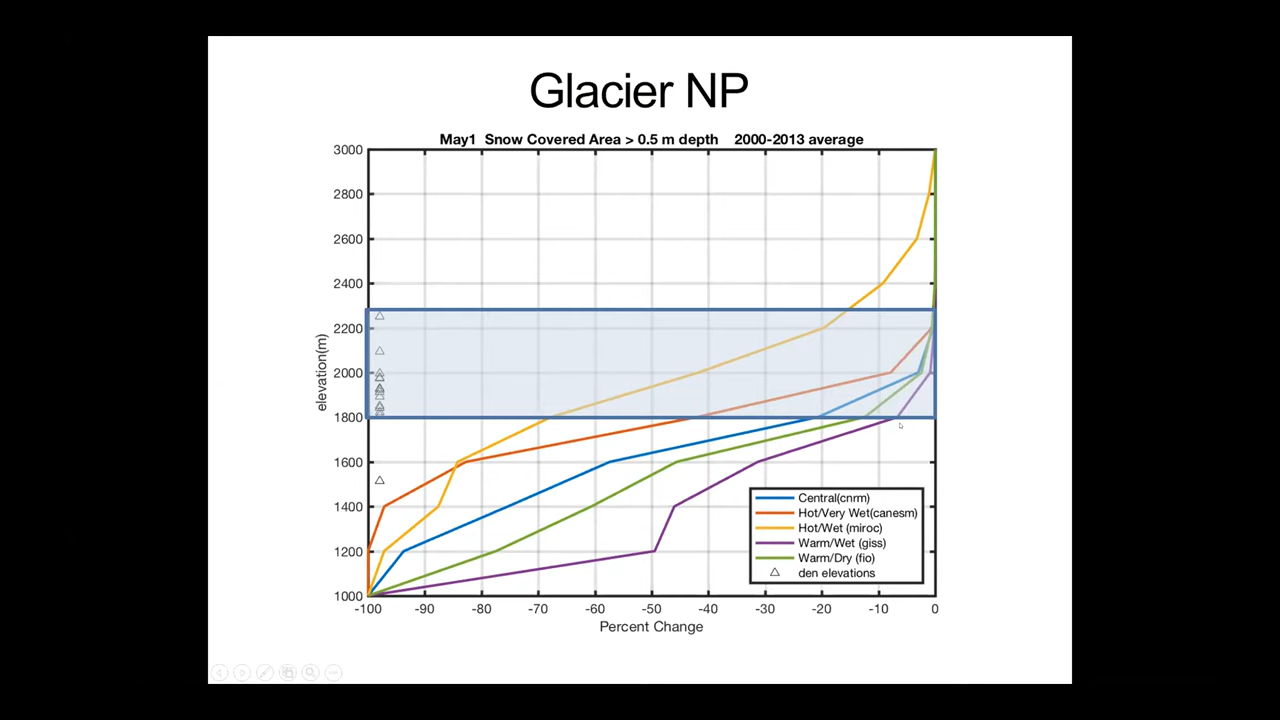 Glacier NP
May1 Snow Covered Area > 0.5 m depth 2000-2013 average
3000
2800
2600
2400
2200
2000
1800
1600
1400
1200
1000
elevation(m)
-100 -90 -80 -70 -60 -50 -40 -30 -20 -10 0
Percent Change
Central(cnrm)
Hot/Very Wet(canesm)
Hot/Wet (miroc)
Warm/Wet (giss)
Warm/Dry (fio)
den elevations